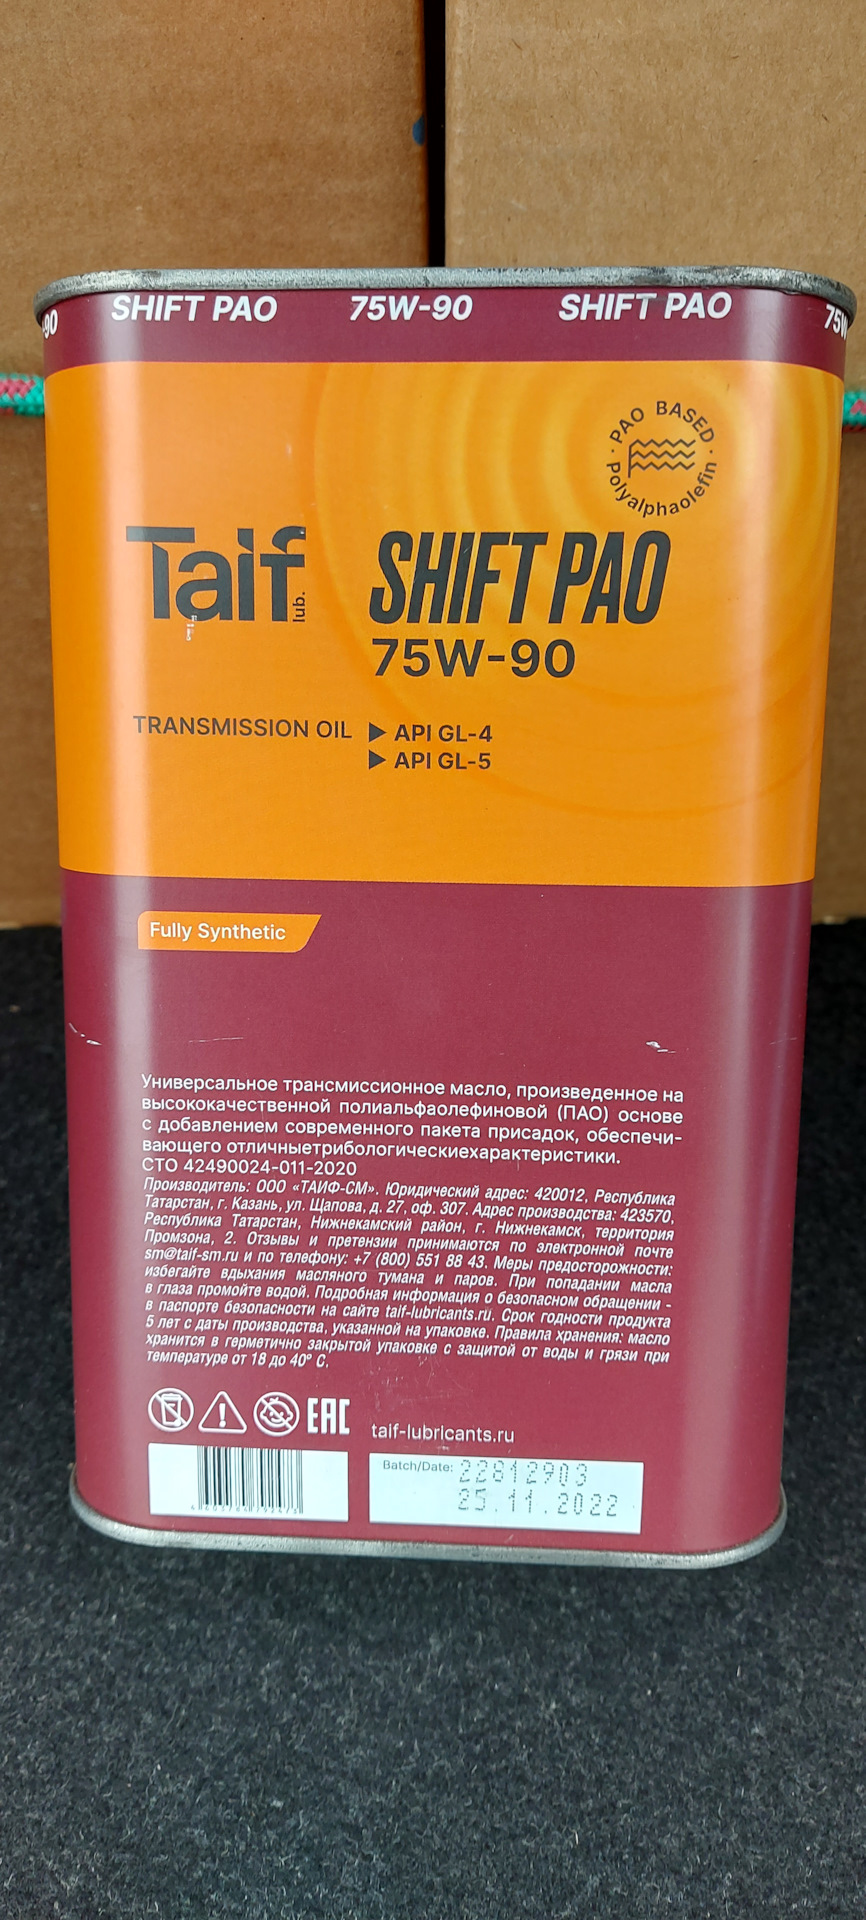 -90 SHIFT PAO 75W-90 SHIFT PAO 75W
· PAO BASED ·
Polyalphaolefin
Taif lub.
SHIFT PAO
75W-90
TRANSMISSION OIL ▶ API GL-4
▶ API GL-5
Fully Synthetic
Универсальное трансмиссионное масло, произведенное на
высококачественной полиальфаолефиновой (ПАО) основе
с добавлением современного пакета присадок, обеспечи-
вающего отличныетрибологическиехарактеристики.
СТО 42490024-011-2020
Производитель: ООО «ТАИФ-СМ». Юридический адрес: 420012, Республика
Татарстан, г. Казань, ул. Щапова, д. 27, оф. 307. Адрес производства: 423570,
Республика Татарстан, Нижнекамский район, г. Нижнекамск, территория
Промзона, 2. Отзывы и претензии принимаются по электронной почте
sm@taif-sm.ru и по телефону: +7 (800) 551 88 43. Меры предосторожности:
избегайте вдыхания масляного тумана и паров. При попадании масла
в глаза промойте водой. Подробная информация о безопасном обращении -
в паспорте безопасности на сайте taif-lubricants.ru. Срок годности продукта
5 лет с даты производства, указанной на упаковке. Правила хранения: масло
хранится в герметично закрытой упаковке с защитой от воды и грязи при
температуре от 18 до 40° С.
EAC taif-lubricants.ru
Batch/Date: 22812903
25.11.2022